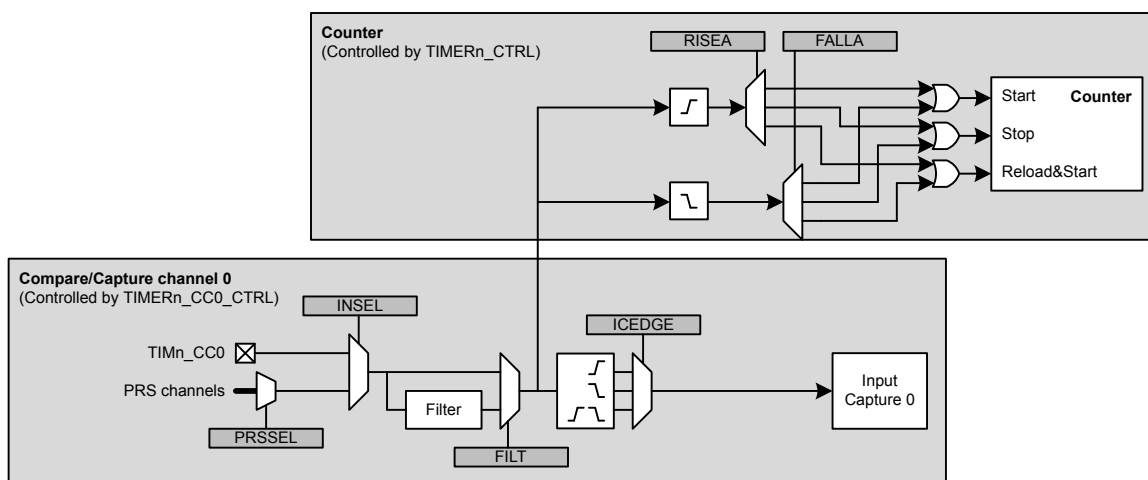 Counter
(Controlled by TIMERn_CTRL)
RISEA
FALLA
Start
Counter
Stop
Reload&Start
Compare/Capture channel 0
(Controlled by TIMERn_CC0_CTRL)
INSEL
ICEDGE
TIMn_CC0
PRS channels
Filter
Input
Capture 0
PRSSEL
FILT